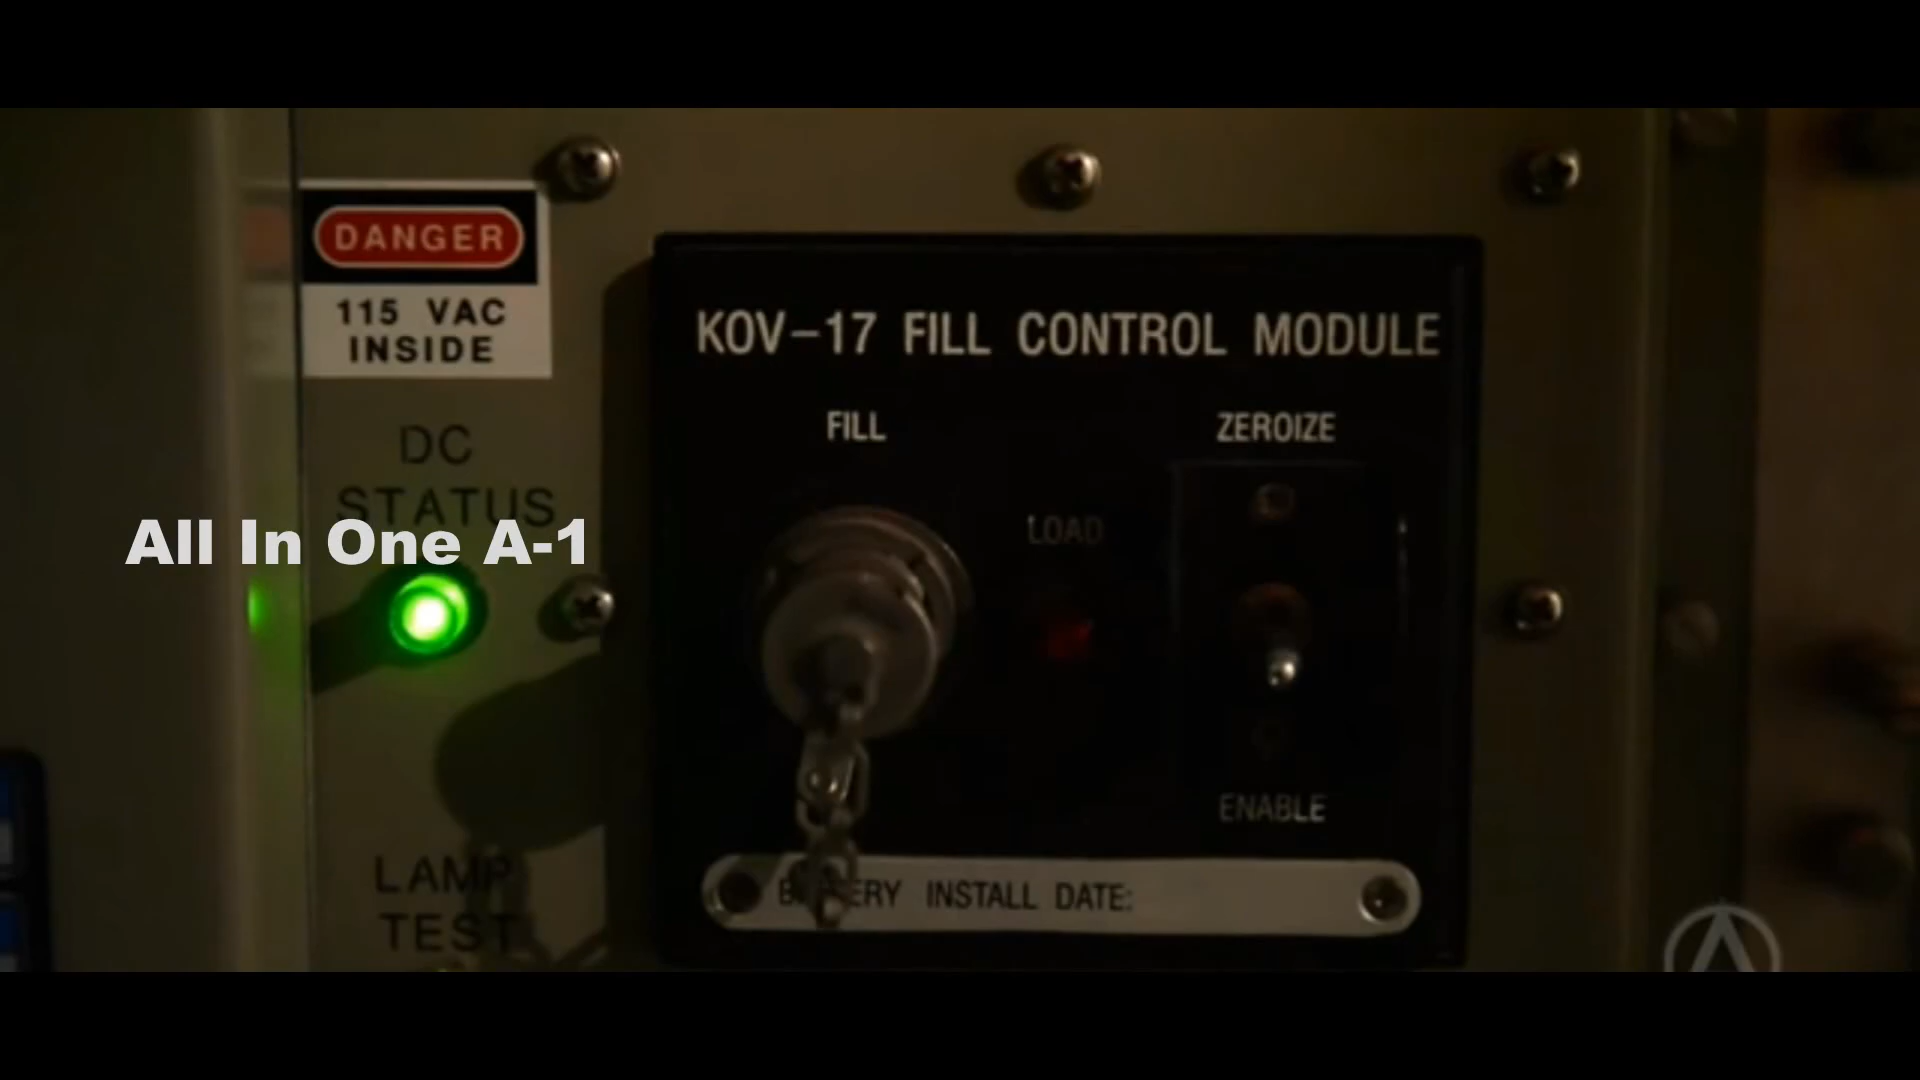 DANGER
115 VAC
INSIDE
DC
STATUS
All In One A-1
LAMP
TEST
KOV-17 FILL CONTROL MODULE
FILL
ZEROIZE
LOAD
ENABLE
BATTERY INSTALL DATE: